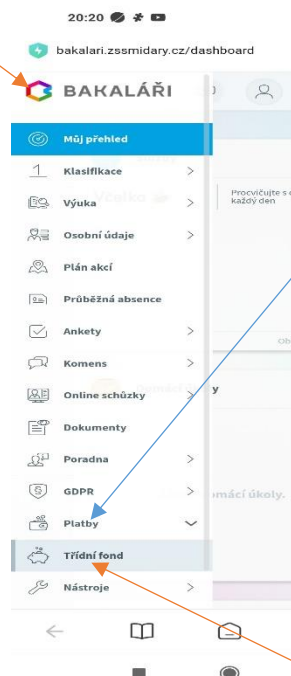 20:20
bakalari.zssmidary.cz/dashboard
BAKALÁŘI
Můj přehled
Klasifikace
Výuka
Procvičujte s
každý den
Osobní údaje
Plán akcí
Průběžná absence
Ankety
Komens
Online schůzky
Dokumenty
Poradna
GDPR
mácí úkoly.
Platby
Třídní fond
Nástroje